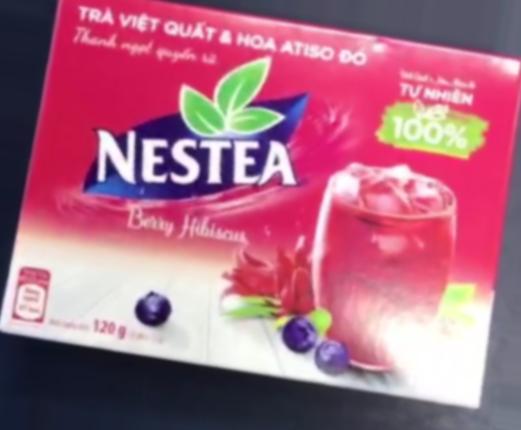 TRÀ VIỆT QUẤT & HOA ATISO ĐỎ
Thanh ngọt quyến rũ
TỰ NHIÊN
100%
NESTEA
Berry Hibiscus
120 g